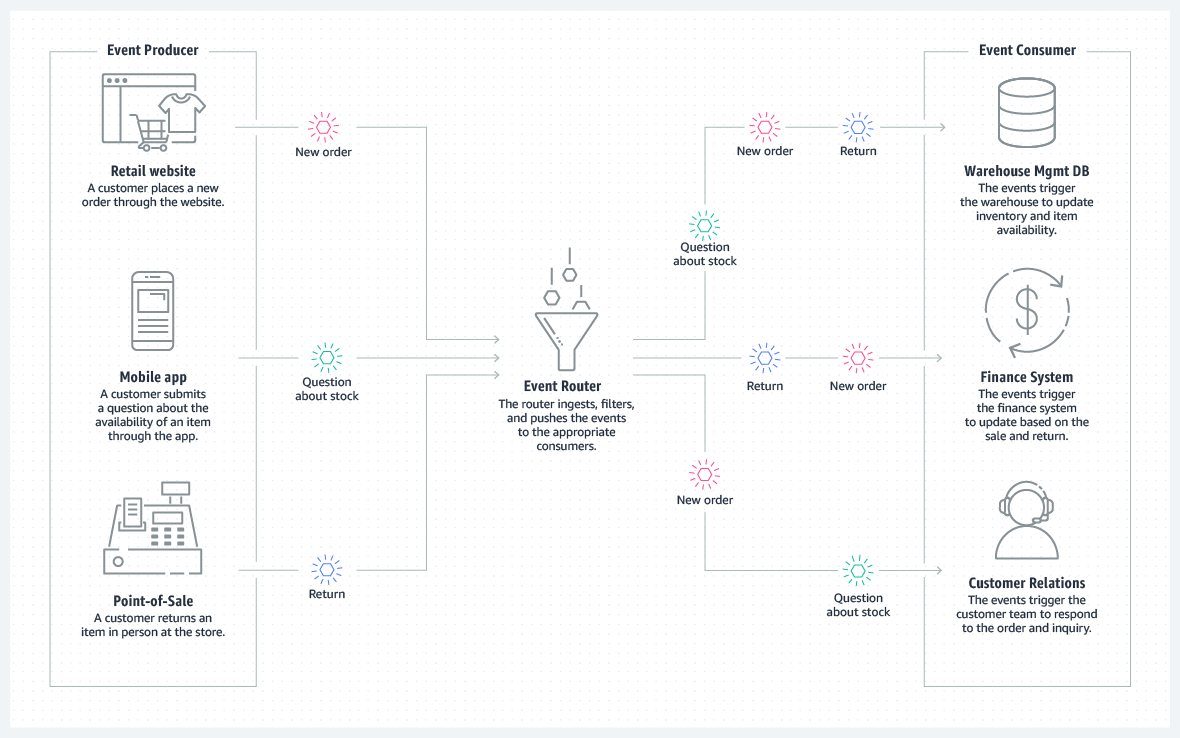 Event Producer
Retail website
A customer places a new
order through the website.
Mobile app
A customer submits
a question about the
availability of an item
through the app.
Point-of-Sale
A customer returns an
item in person at the store.
New order
Question
about stock
Return
Event Router
The router ingests, filters,
and pushes the events
to the appropriate
consumers.
New order
Return
Question
about stock
Return
New order
New order
Question
about stock
Event Consumer
Warehouse Mgmt DB
The events trigger
the warehouse to update
inventory and item
availability.
Finance System
The events trigger
the finance system
to update based on the
sale and return.
Customer Relations
The events trigger the
customer team to respond
to the order and inquiry.